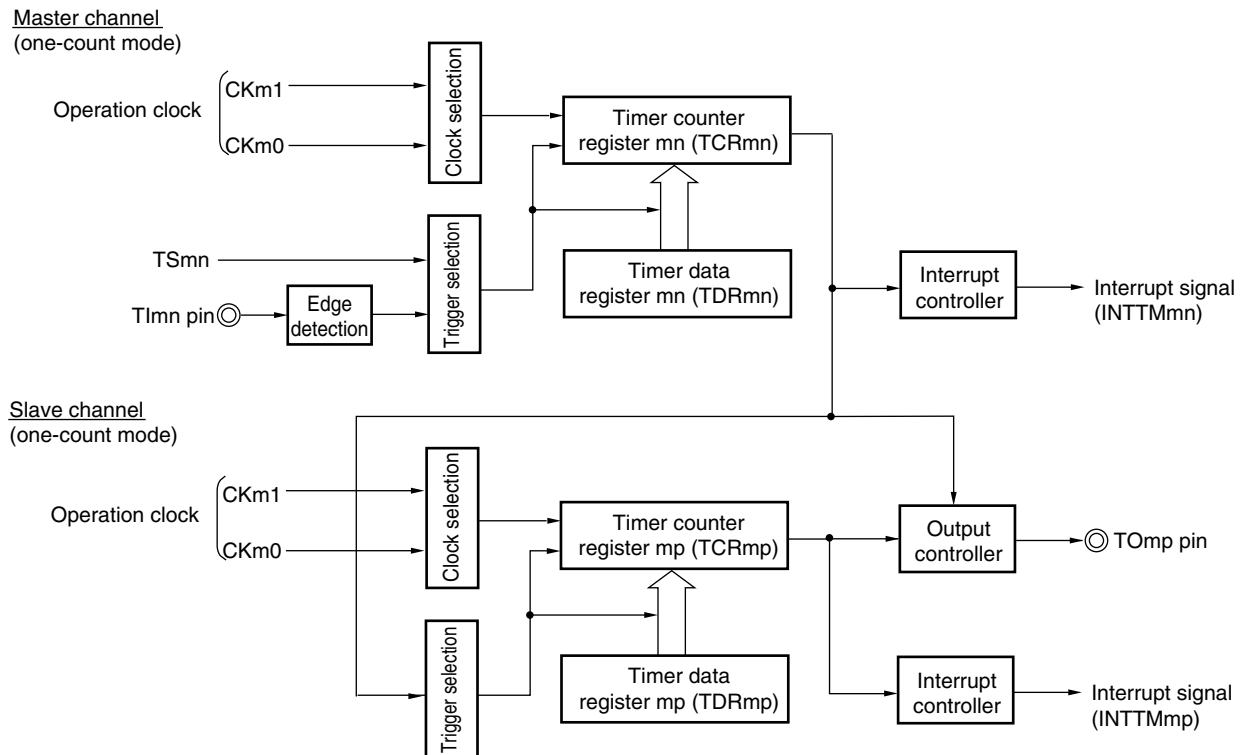 Master channel
(one-count mode)
Operation clock
CKm1
CKm0
Clock selection
Timer counter
register mn (TCRmn)
TSmn
TImn pin
Edge
detection
Trigger selection
Timer data
register mn (TDRmn)
Interrupt
controller
Interrupt signal
(INTTMmn)
Slave channel
(one-count mode)
Operation clock
CKm1
CKm0
Clock selection
Timer counter
register mp (TCRmp)
Output
controller
TOmp pin
Trigger selection
Timer data
register mp (TDRmp)
Interrupt
controller
Interrupt signal
(INTTMmp)